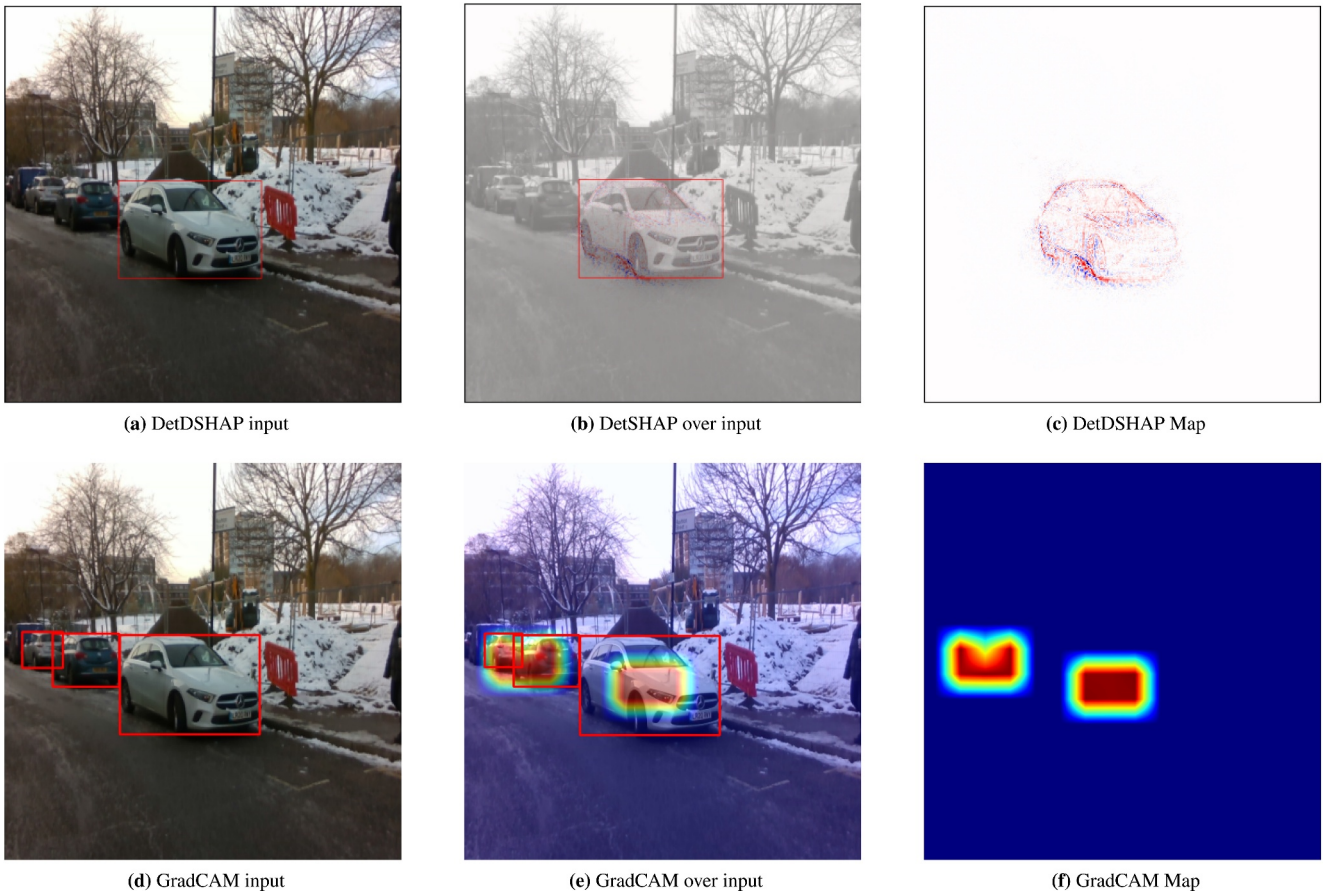 (a) DetDSHAP input
(b) DetSHAP over input
(c) DetDSHAP Map
(d) GradCAM input
(e) GradCAM over input
(f) GradCAM Map